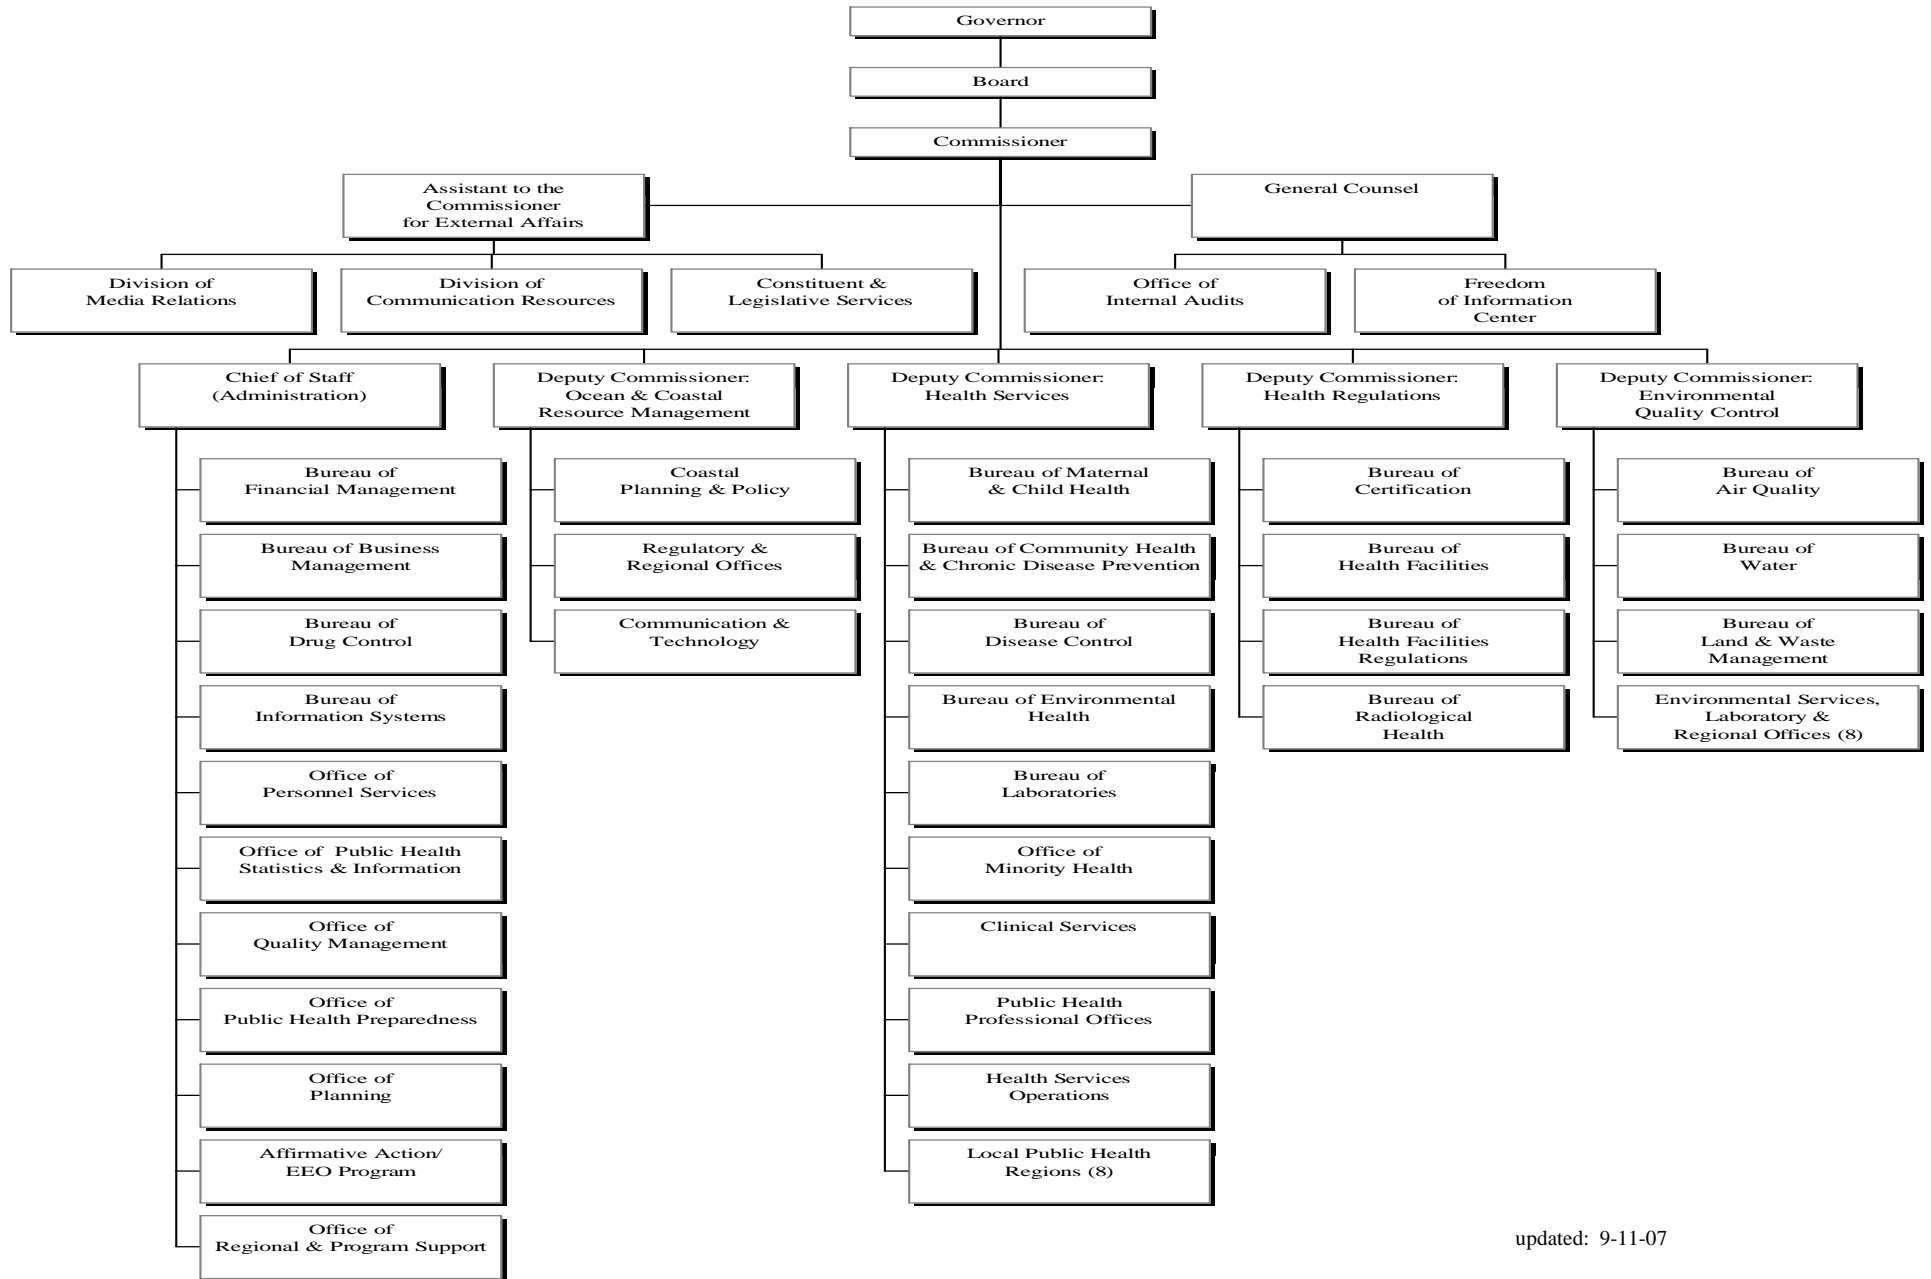 Governor
Board
Commissioner
Assistant to the
Commissioner
for External Affairs
General Counsel
Division of
Media Relations
Division of
Communication Resources
Constituent &
Legislative Services
Office of
Internal Audits
Freedom
of Information
Center
Chief of Staff
(Administration)
Deputy Commissioner:
Ocean & Coastal
Resource Management
Deputy Commissioner:
Health Services
Deputy Commissioner:
Health Regulations
Deputy Commissioner:
Environmental
Quality Control
Bureau of
Financial Management
Bureau of Business
Management
Bureau of
Drug Control
Bureau of
Information Systems
Office of
Personnel Services
Office of Public Health
Statistics & Information
Office of
Quality Management
Office of
Public Health Preparedness
Office of
Planning
Affirmative Action/
EEO Program
Office of
Regional & Program Support
Coastal
Planning & Policy
Regulatory &
Regional Offices
Communication &
Technology
Bureau of Maternal
& Child Health
Bureau of Community Health
& Chronic Disease Prevention
Bureau of
Disease Control
Bureau of Environmental
Health
Bureau of
Laboratories
Office of
Minority Health
Clinical Services
Public Health
Professional Offices
Health Services
Operations
Local Public Health
Regions (8)
Bureau of
Certification
Bureau of
Health Facilities
Bureau of
Health Facilities
Regulations
Bureau of
Radiological
Health
Bureau of
Air Quality
Bureau of
Water
Bureau of
Land & Waste
Management
Environmental Services,
Laboratory &
Regional Offices (8)
updated: 9-11-07